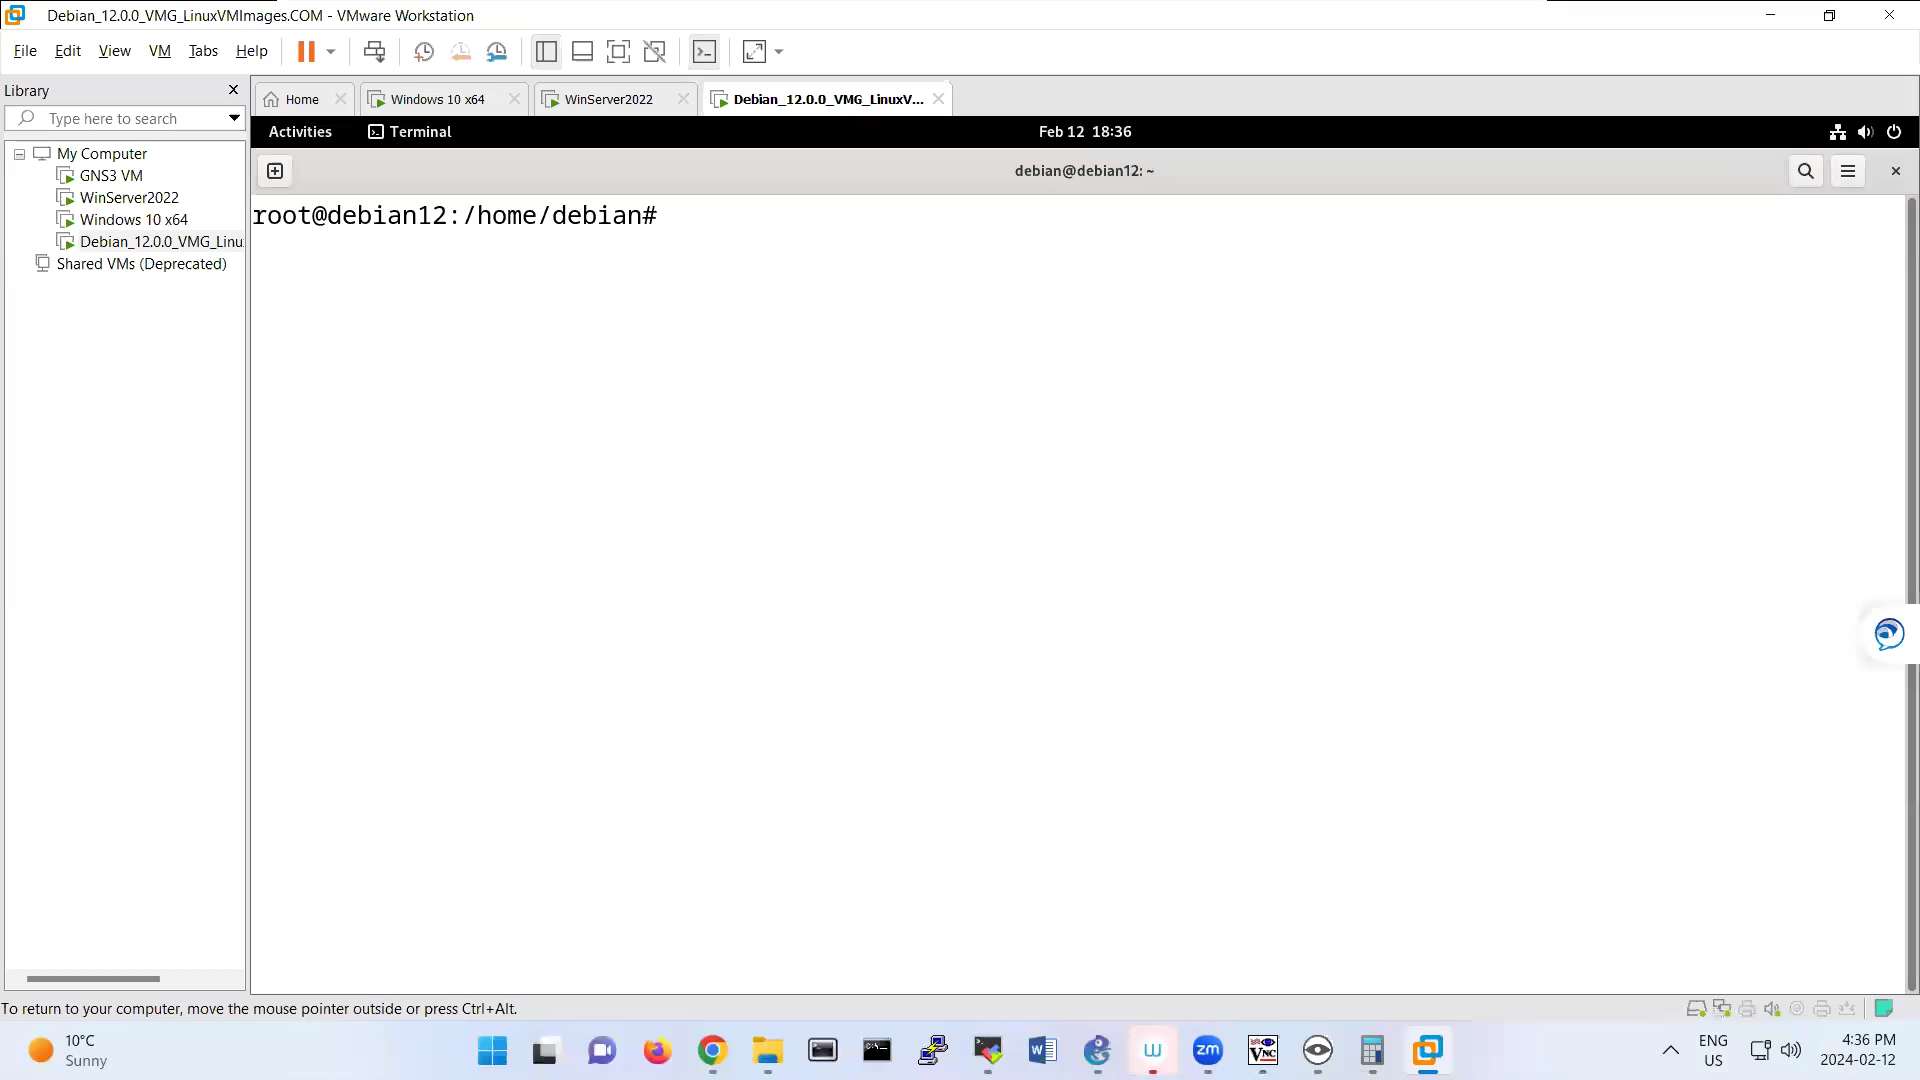 Debian_12.0.0_VMG_LinuxVMImages.COM - VMware Workstation
File Edit View VM Tabs Help
Library
Type here to search
My Computer
GNS3 VM
WinServer2022
Windows 10 x64
Debian_12.0.0_VMG_Linu
Shared VMs (Deprecated)
Home Windows 10 x64 WinServer2022 Debian_12.0.0_VMG_LinuxV...
Activities Terminal Feb 12 18:36
debian@debian12: ~
root@debian12:/home/debian#
To return to your computer, move the mouse pointer outside or press Ctrl+Alt.
10°C
Sunny
W
zm
VNC
ENG
US
4:36 PM
2024-02-12